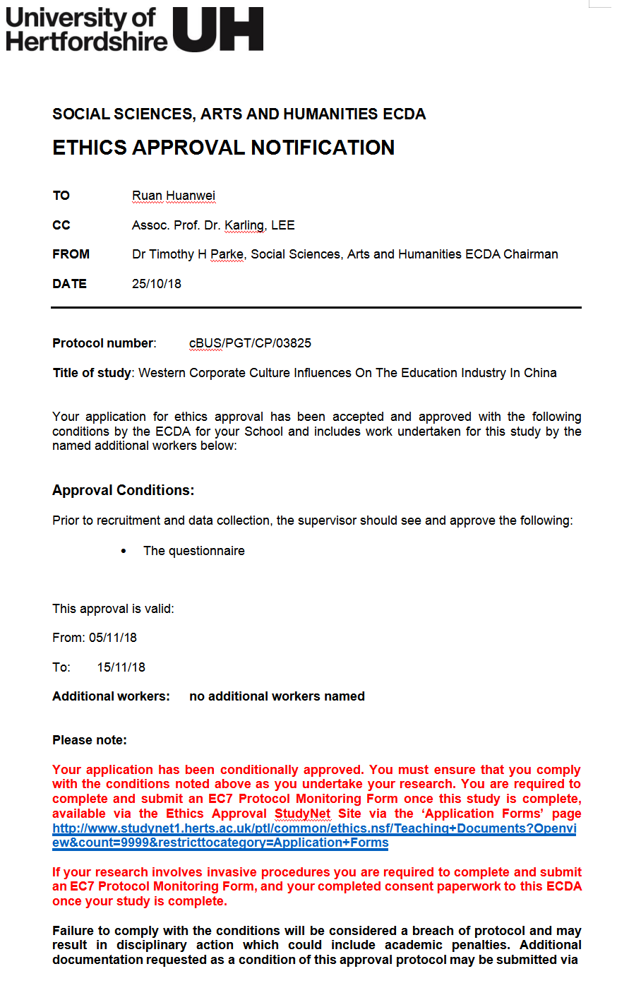 University of
Hertfordshire UH
SOCIAL SCIENCES, ARTS AND HUMANITIES ECDA
ETHICS APPROVAL NOTIFICATION
TO Ruan Huanwei
CC Assoc. Prof. Dr. Karling, LEE
FROM Dr Timothy H Parke, Social Sciences, Arts and Humanities ECDA Chairman
DATE 25/10/18
Protocol number: cBUS/PGT/CP/03825
Title of study: Western Corporate Culture Influences On The Education Industry In China
Your application for ethics approval has been accepted and approved with the following
conditions by the ECDA for your School and includes work undertaken for this study by the
named additional workers below:
Approval Conditions:
Prior to recruitment and data collection, the supervisor should see and approve the following:
• The questionnaire
This approval is valid:
From: 05/11/18
To: 15/11/18
Additional workers: no additional workers named
Please note:
Your application has been conditionally approved. You must ensure that you comply
with the conditions noted above as you undertake your research. You are required to
complete and submit an EC7 Protocol Monitoring Form once this study is complete,
available via the Ethics Approval StudyNet Site via the ‘Application Forms’ page
http://www.studynet1.herts.ac.uk/ptl/common/ethics.nsf/Teaching+Documents?Openvi
ew&count=9999&restricttocategory=Application+Forms
If your research involves invasive procedures you are required to complete and submit
an EC7 Protocol Monitoring Form, and your completed consent paperwork to this ECDA
once your study is complete.
Failure to comply with the conditions will be considered a breach of protocol and may
result in disciplinary action which could include academic penalties. Additional
documentation requested as a condition of this approval protocol may be submitted via